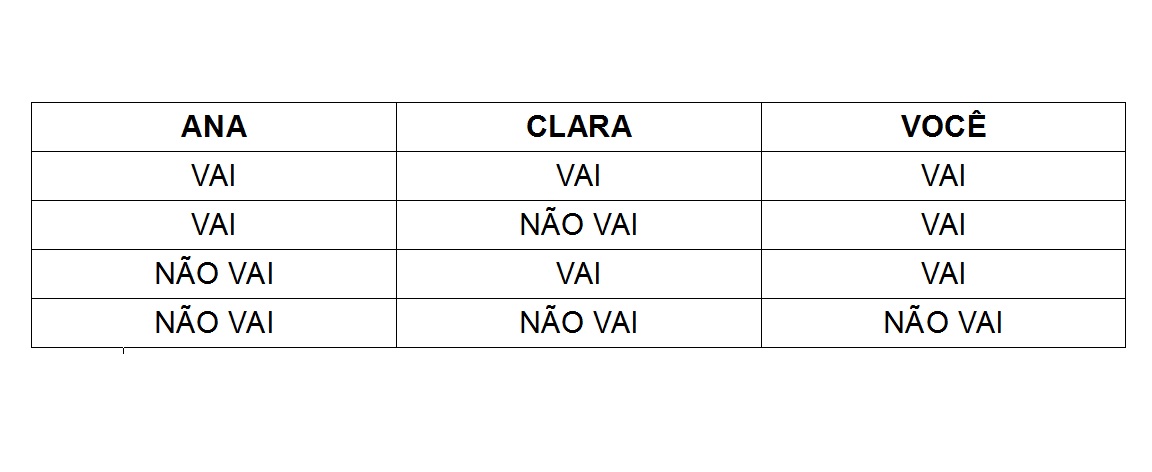 ANA CLARA VOCÊ
VAI VAI VAI
VAI NÃO VAI VAI
NÃO VAI VAI VAI
NÃO VAI NÃO VAI NÃO VAI